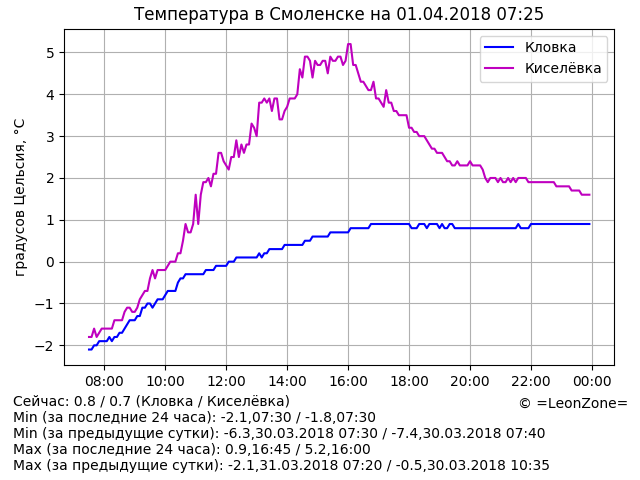 Температура в Смоленске на 01.04.2018 07:25
Кловка
Киселёвка
градусов Цельсия, °C
5
4
3
2
1
0
−1
−2
08:00 10:00 12:00 14:00 16:00 18:00 20:00 22:00 00:00
Сейчас: 0.8 / 0.7 (Кловка / Киселёвка)
© =LeonZone=
Min (за последние 24 часа): -2.1,07:30 / -1.8,07:30
Min (за предыдущие сутки): -6.3,30.03.2018 07:30 / -7.4,30.03.2018 07:40
Max (за последние 24 часа): 0.9,16:45 / 5.2,16:00
Max (за предыдущие сутки): -2.1,31.03.2018 07:20 / -0.5,30.03.2018 10:35